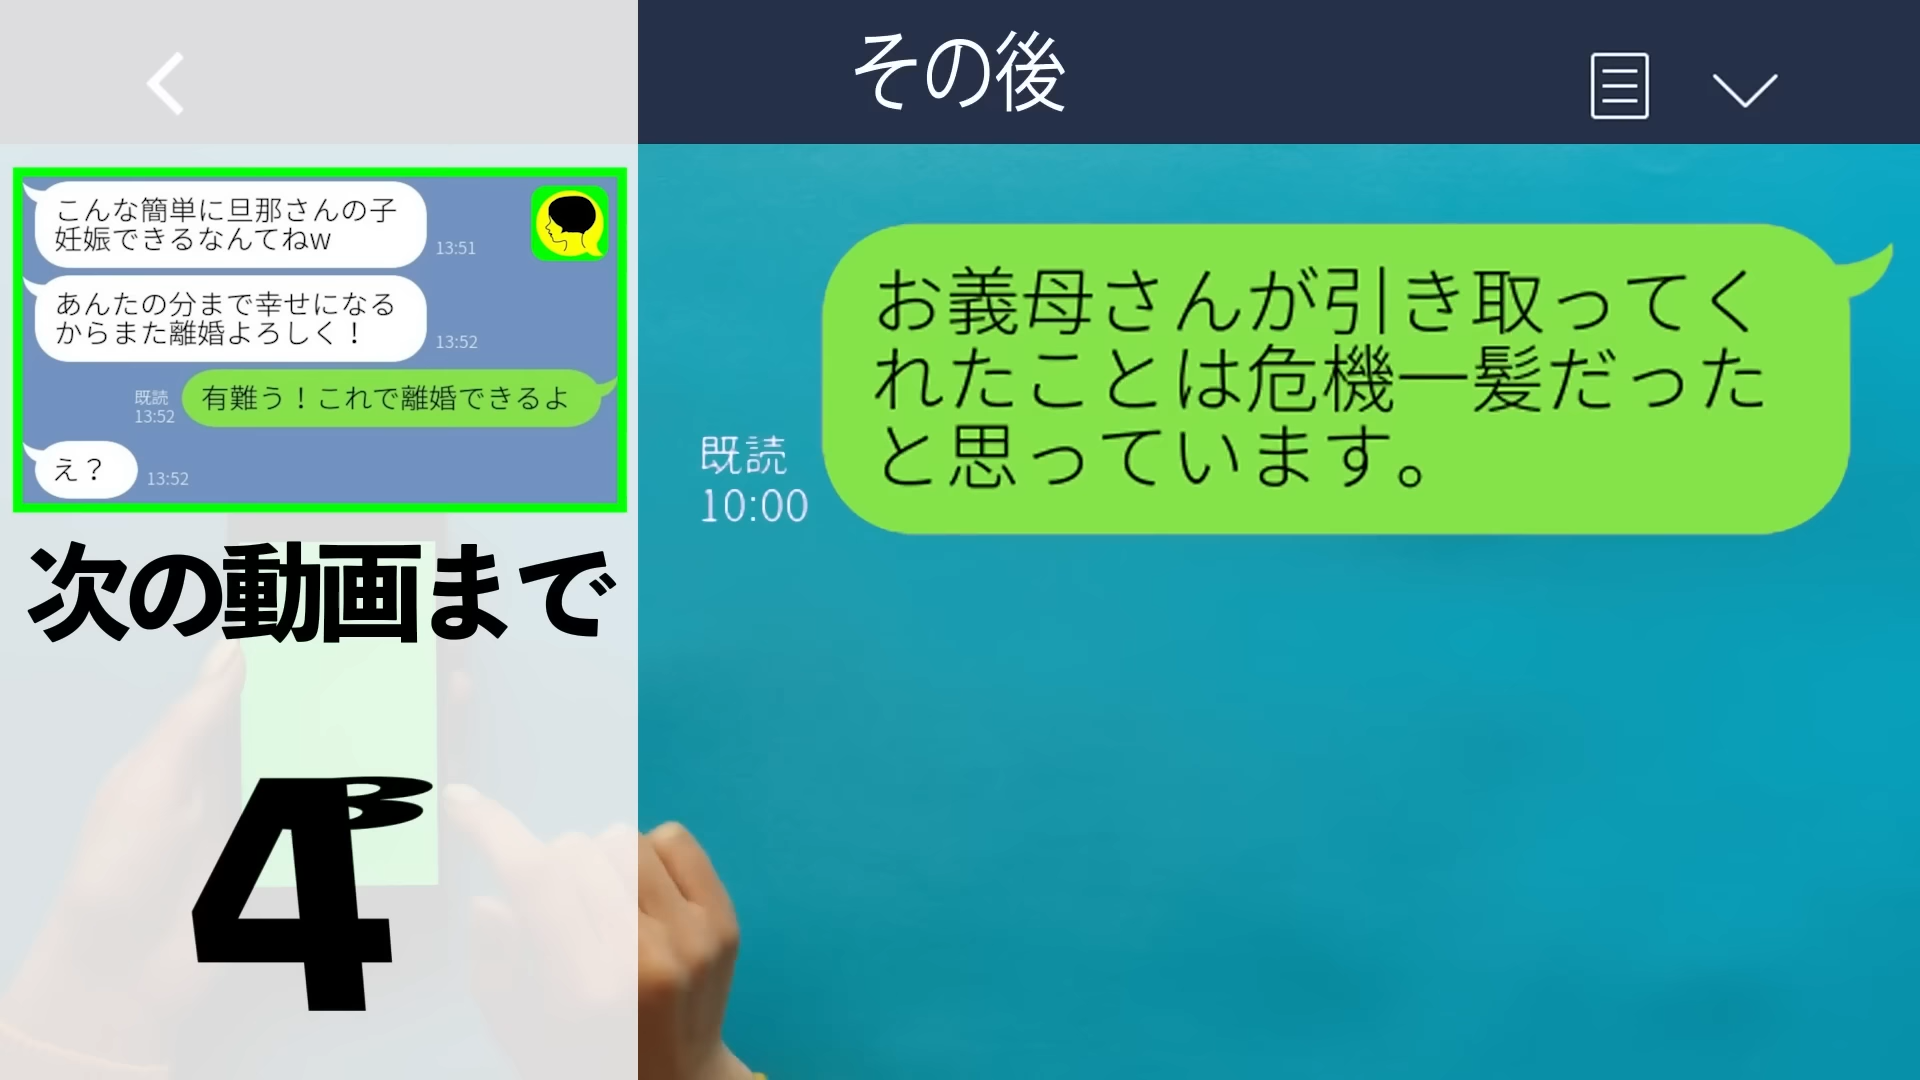 その後
こんな簡単に旦那さんの子
妊娠できるなんてねw
13:51
あんたの分まで幸せになる
からまた離婚よろしく！
13:52
既読
13:52
有難う！これで離婚できるよ
え？
13:52
次の動画まで
4
3
お義母さんが引き取ってく
れたことは危機一髪だった
と思っています。
既読
10:00